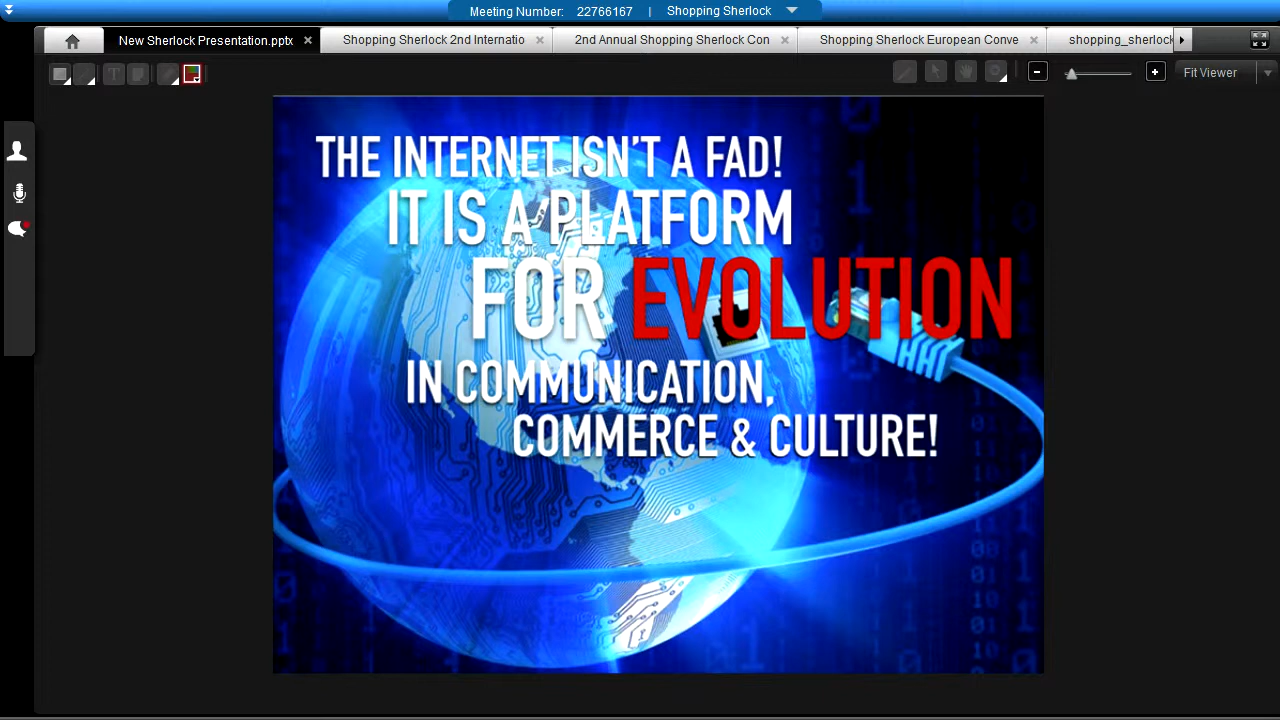 Meeting Number: 22766167 | Shopping Sherlock
New Sherlock Presentation.pptx
Shopping Sherlock 2nd Internatio
2nd Annual Shopping Sherlock Con
Shopping Sherlock European Conve
shopping_sherlock
Fit Viewer
THE INTERNET ISN'T A FAD!
IT IS A PLATFORM
FOR EVOLUTION
IN COMMUNICATION,
COMMERCE & CULTURE!